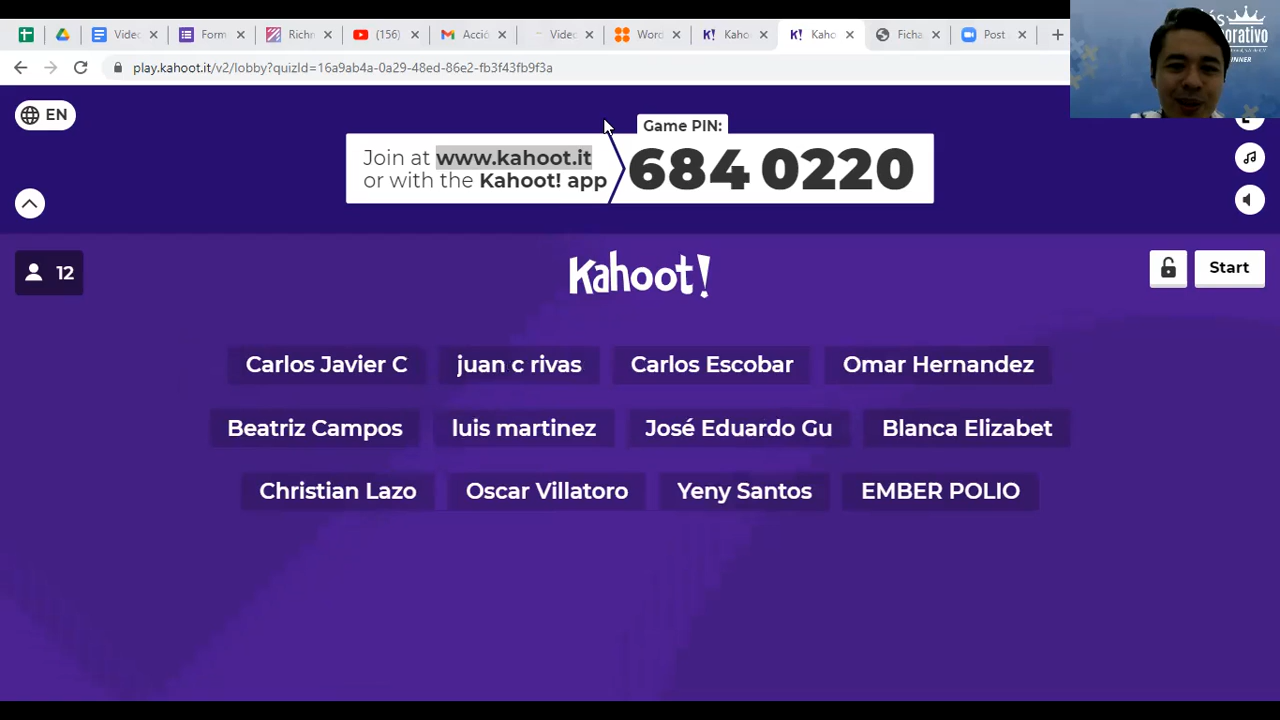 Video
Form
Richr
(156)
Acció
Video
Word
Kaho
Kaho
Ficha
Post
play.kahoot.it/v2/lobby?quizId=16a9ab4a-0a29-48ed-86e2-fb3f43fb9f3a
EN
Game PIN:
Join at www.kahoot.it
or with the Kahoot! app
684 0220
12
Kahoot!
Start
Carlos Javier C
juan c rivas
Carlos Escobar
Omar Hernandez
Beatriz Campos
luis martinez
José Eduardo Gu
Blanca Elizabet
Christian Lazo
Oscar Villatoro
Yeny Santos
EMBER POLIO